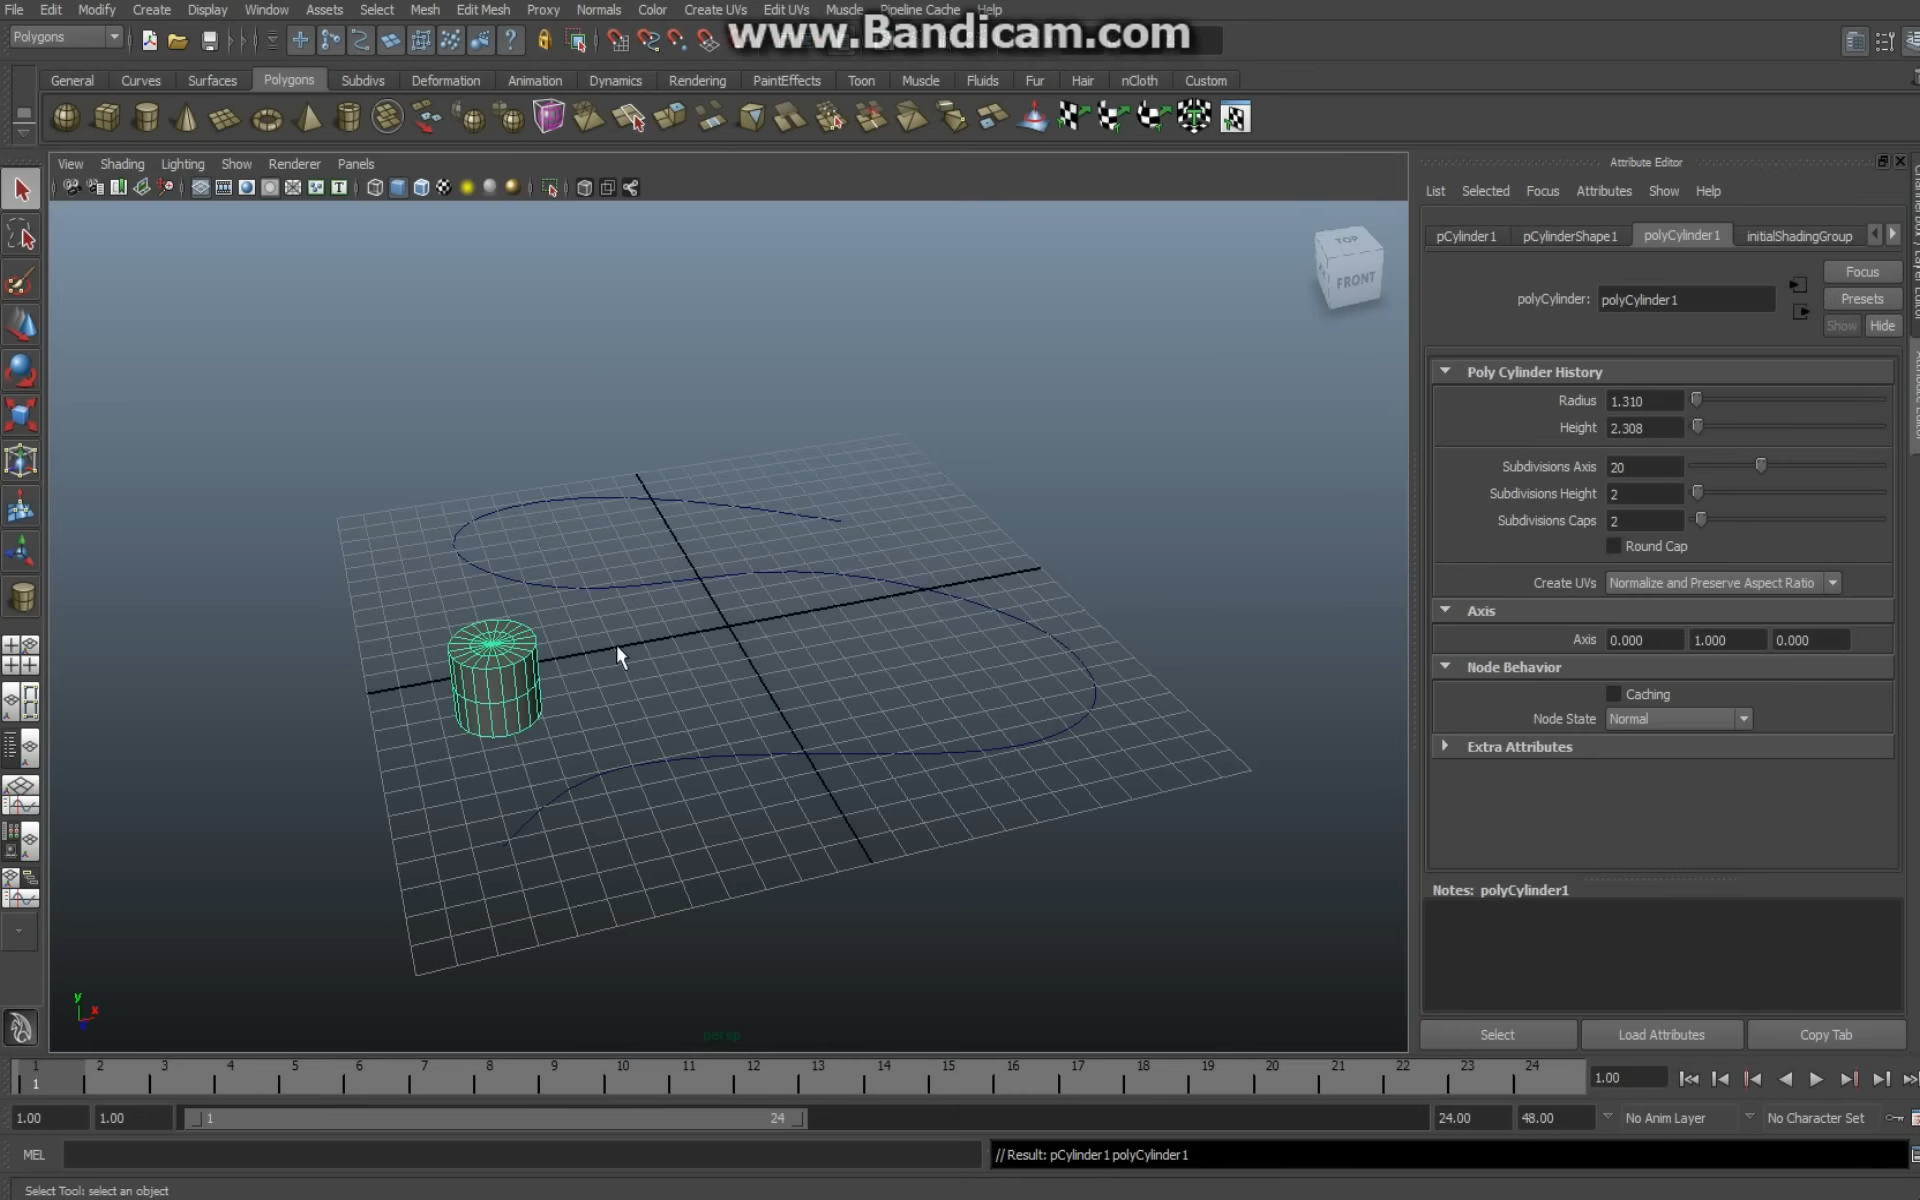 File Edit Modify Create Display Window Assets Select Mesh Edit Mesh Proxy Normals Color Create UVs Edit UVs Muscle Pipeline Cache Help
www.Bandicam.com
Polygons
General Curves Surfaces Polygons Subdivs Deformation Animation Dynamics Rendering PaintEffects Toon Muscle Fluids Fur Hair nCloth Custom
View Shading Lighting Show Renderer Panels
TOP
FRONT
persp
y
x
Attribute Editor
List Selected Focus Attributes Show Help
pCylinder1 pCylinderShape1 polyCylinder1 initialShadingGroup
Focus
polyCylinder: polyCylinder1
Presets
Show Hide
Poly Cylinder History
Radius 1.310
Height 2.308
Subdivisions Axis 20
Subdivisions Height 2
Subdivisions Caps 2
Round Cap
Create UVs Normalize and Preserve Aspect Ratio
Axis
Axis 0.000 1.000 0.000
Node Behavior
Caching
Node State Normal
Extra Attributes
Notes: polyCylinder1
Select Load Attributes Copy Tab
1 2 3 4 5 6 7 8 9 10 11 12 13 14 15 16 17 18 19 20 21 22 23 24
1
1.00
1.00 1.00 1 24 24.00 48.00 No Anim Layer No Character Set
MEL
// Result: pCylinder1 polyCylinder1
Select Tool: select an object